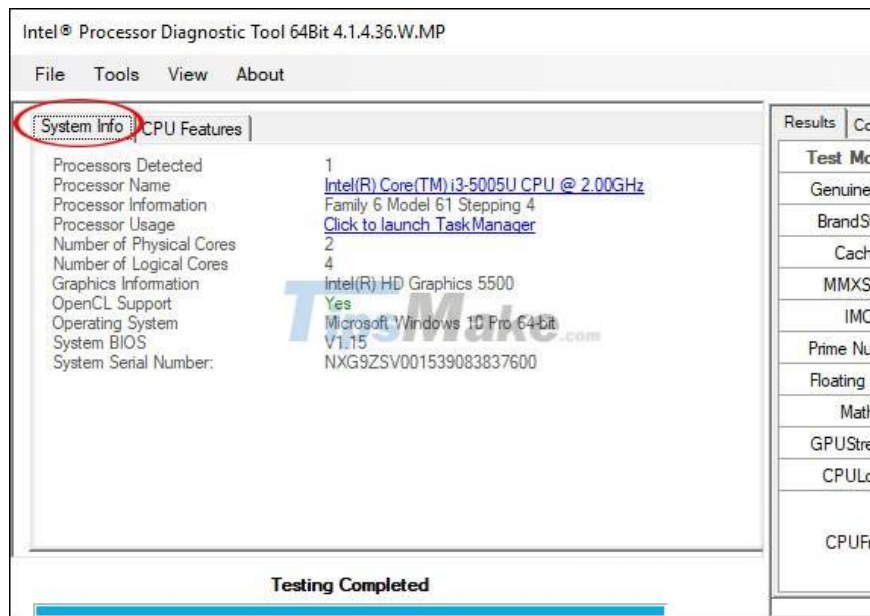 Intel® Processor Diagnostic Tool 64Bit 4.1.4.36.W.MP
File Tools View About
System Info CPU Features
Processors Detected 1
Processor Name Intel(R) Core(TM) i3-5005U CPU @ 2.00GHz
Processor Information Family 6 Model 61 Stepping 4
Processor Usage Click to launch TaskManager
Number of Physical Cores 2
Number of Logical Cores 4
Graphics Information Intel(R) HD Graphics 5500
OpenCL Support Yes
Operating System Microsoft Windows 10 Pro 64-bit
System BIOS V1.15
System Serial Number: NXG9ZSV001539083837600
TipsMake.com
Testing Completed
Results Co
Test Mo
Genuine
BrandSt
Cach
MMXS
IMC
Prime Nu
Floating
Math
GPUStre
CPULo
CPUFr